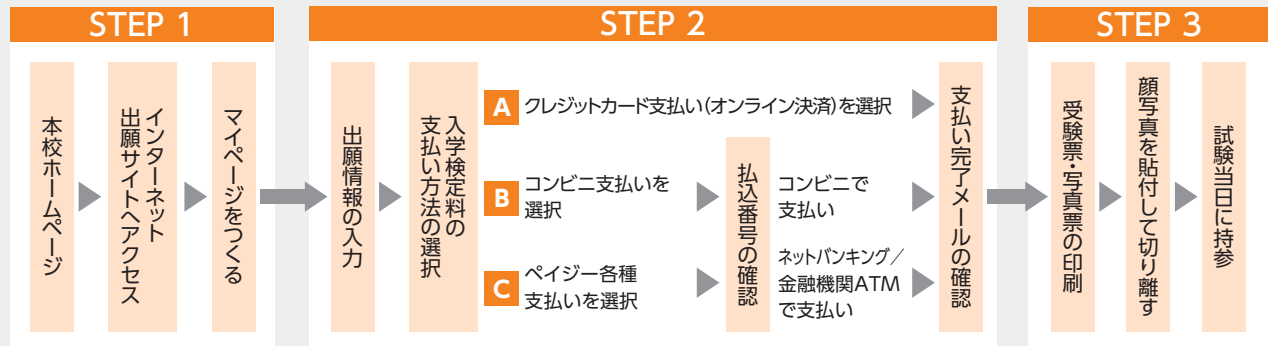 STEP 1
本校ホームページ
インターネット
出願サイトへアクセス
マイページをつくる
STEP 2
出願情報の入力
入学検定料の
支払い方法の選択
A クレジットカード支払い(オンライン決済)を選択
B コンビニ支払いを
選択
C ペイジー各種
支払いを選択
払込番号の確認
コンビニで
支払い
ネットバンキング/
金融機関ATM
で支払い
支払い完了メールの確認
STEP 3
受験票・写真票の印刷
顔写真を貼付して切り離す
試験当日に持参